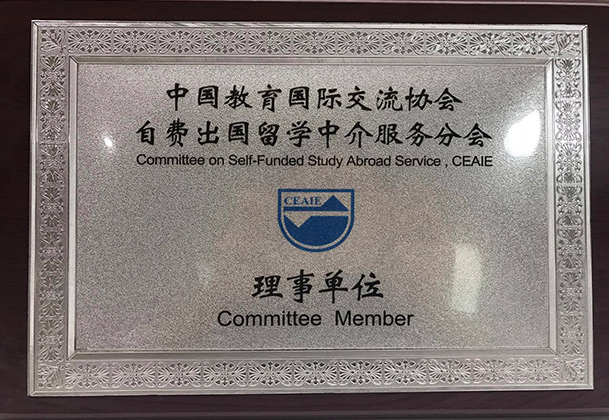 中国教育国际交流协会
自费出国留学中介服务分会
Committee on Self-Funded Study Abroad Service , CEAIE
CEAIE
理事单位
Committee Member